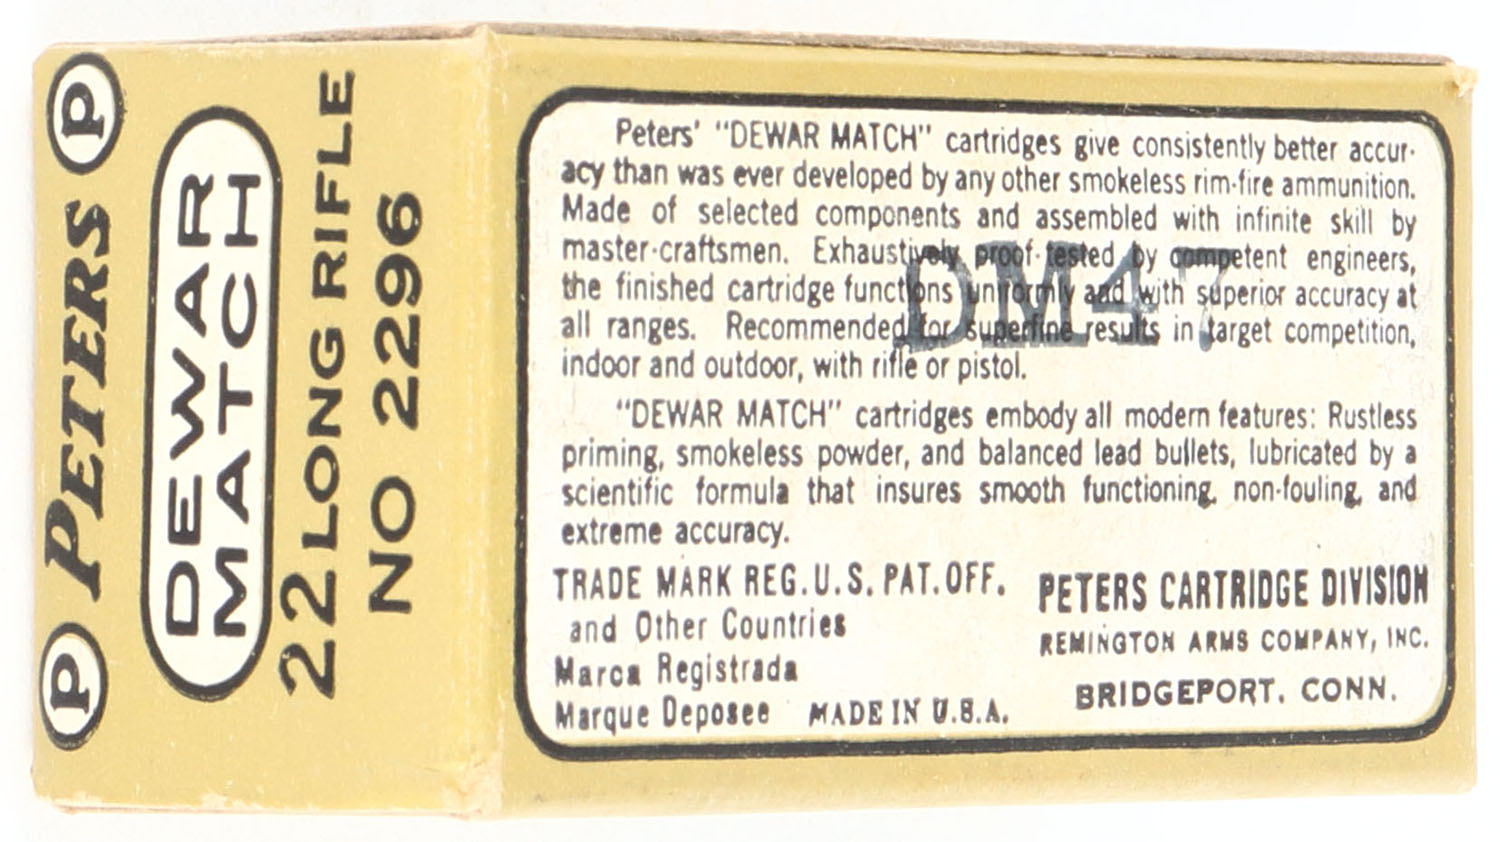 P PETERS P
DEWAR
MATCH
22 LONG RIFLE
NO 2296
Peters' "DEWAR MATCH" cartridges give consistently better accur-
acy than was ever developed by any other smokeless rim-fire ammunition.
Made of selected components and assembled with infinite skill by
master-craftsmen. Exhaustively proof-tested by competent engineers,
the finished cartridge functions uniformly and with superior accuracy at
all ranges. Recommended for superfine results in target competition,
indoor and outdoor, with rifle or pistol.
DM47
"DEWAR MATCH" cartridges embody all modern features: Rustless
priming, smokeless powder, and balanced lead bullets, lubricated by a
scientific formula that insures smooth functioning, non-fouling, and
extreme accuracy.
TRADE MARK REG. U.S. PAT. OFF.
and Other Countries
Marca Registrada
Marque Deposee MADE IN U.S.A.
PETERS CARTRIDGE DIVISION
REMINGTON ARMS COMPANY, INC.
BRIDGEPORT. CONN.